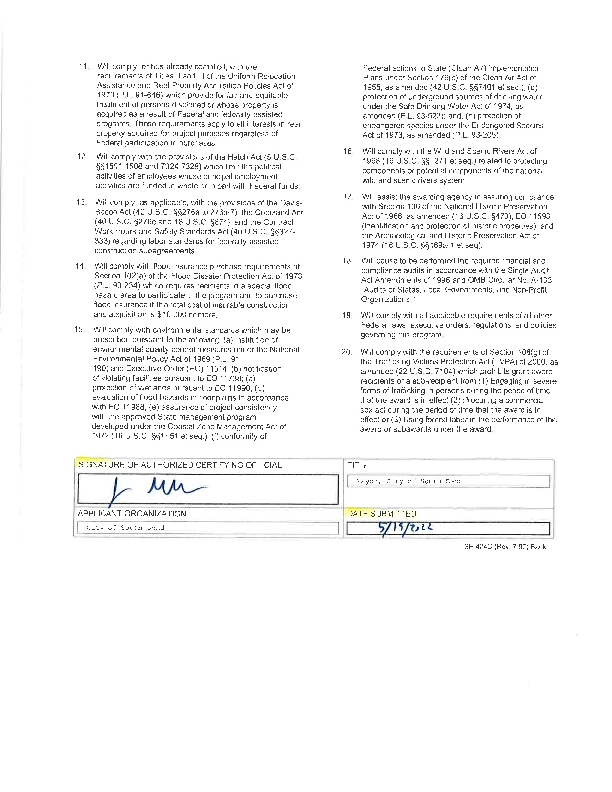 11. Will comply, or has already complied, with the
requirements of Titles II and III of the Uniform Relocation
Assistance and Real Property Acquisition Policies Act of
1970 (P.L. 91-646) which provide for fair and equitable
treatment of persons displaced or whose property is
acquired as a result of Federal and federally-assisted
programs. These requirements apply to all interests in real
property acquired for project purposes regardless of
Federal participation in purchases.
12. Will comply with the provisions of the Hatch Act (5 U.S.C.
§§1501-1508 and 7324-7328) which limit the political
activities of employees whose principal employment
activities are funded in whole or in part with Federal funds.
13. Will comply, as applicable, with the provisions of the Davis-
Bacon Act (40 U.S.C. §§276a to 276a-7), the Copeland Act
(40 U.S.C. §276c and 18 U.S.C. §874), and the Contract
Work Hours and Safety Standards Act (40 U.S.C. §§327-
333) regarding labor standards for federally-assisted
construction subagreements.
14. Will comply with flood insurance purchase requirements of
Section 102(a) of the Flood Disaster Protection Act of 1973
(P.L. 93-234) which requires recipients in a special flood
hazard area to participate in the program and to purchase
flood insurance if the total cost of insurable construction
and acquisition is $10,000 or more.
15. Will comply with environmental standards which may be
prescribed pursuant to the following: (a) institution of
environmental quality control measures under the National
Environmental Policy Act of 1969 (P.L. 91-
190) and Executive Order (EO) 11514; (b) notification
of violating facilities pursuant to EO 11738; (c)
protection of wetlands pursuant to EO 11990; (d)
evaluation of flood hazards in floodplains in accordance
with EO 11988; (e) assurance of project consistency
with the approved State management program
developed under the Coastal Zone Management Act of
1972 (16 U.S.C. §§1451 et seq.); (f) conformity of
Federal actions to State (Clean Air) Implementation
Plans under Section 176(c) of the Clean Air Act of
1955, as amended (42 U.S.C. §§7401 et seq.); (g)
protection of underground sources of drinking water
under the Safe Drinking Water Act of 1974, as
amended (P.L. 93-523); and, (h) protection of
endangered species under the Endangered Species
Act of 1973, as amended (P.L. 93-205).
16. Will comply with the Wild and Scenic Rivers Act of
1968 (16 U.S.C. §§1271 et seq.) related to protecting
components or potential components of the national
wild and scenic rivers system.
17. Will assist the awarding agency in assuring compliance
with Section 106 of the National Historic Preservation
Act of 1966, as amended (16 U.S.C. §470), EO 11593
(identification and protection of historic properties), and
the Archaeological and Historic Preservation Act of
1974 (16 U.S.C. §§469a-1 et seq).
18. Will cause to be performed the required financial and
compliance audits in accordance with the Single Audit
Act Amendments of 1996 and OMB Circular No. A-133,
"Audits of States, Local Governments, and Non-Profit
Organizations."
19. Will comply with all applicable requirements of all other
Federal laws, executive orders, regulations, and policies
governing this program.
20. Will comply with the requirements of Section 106(g) of
the Trafficking Victims Protection Act (TVPA) of 2000, as
amended (22 U.S.C. 7104) which prohibits grant award
recipients or a sub-recipient from (1) Engaging in severe
forms of trafficking in persons during the period of time
that the award is in effect (2) Procuring a commercial
sex act during the period of time that the award is in
effect or (3) Using forced labor in the performance of the
award or subawards under the award.
SIGNATURE OF AUTHORIZED CERTIFYING OFFICIAL
TITLE
Mayor, City of South Bend
APPLICANT ORGANIZATION
DATE SUBMITTED
City of South Bend
5/19/2022
SF-424D (Rev. 7-97) Back